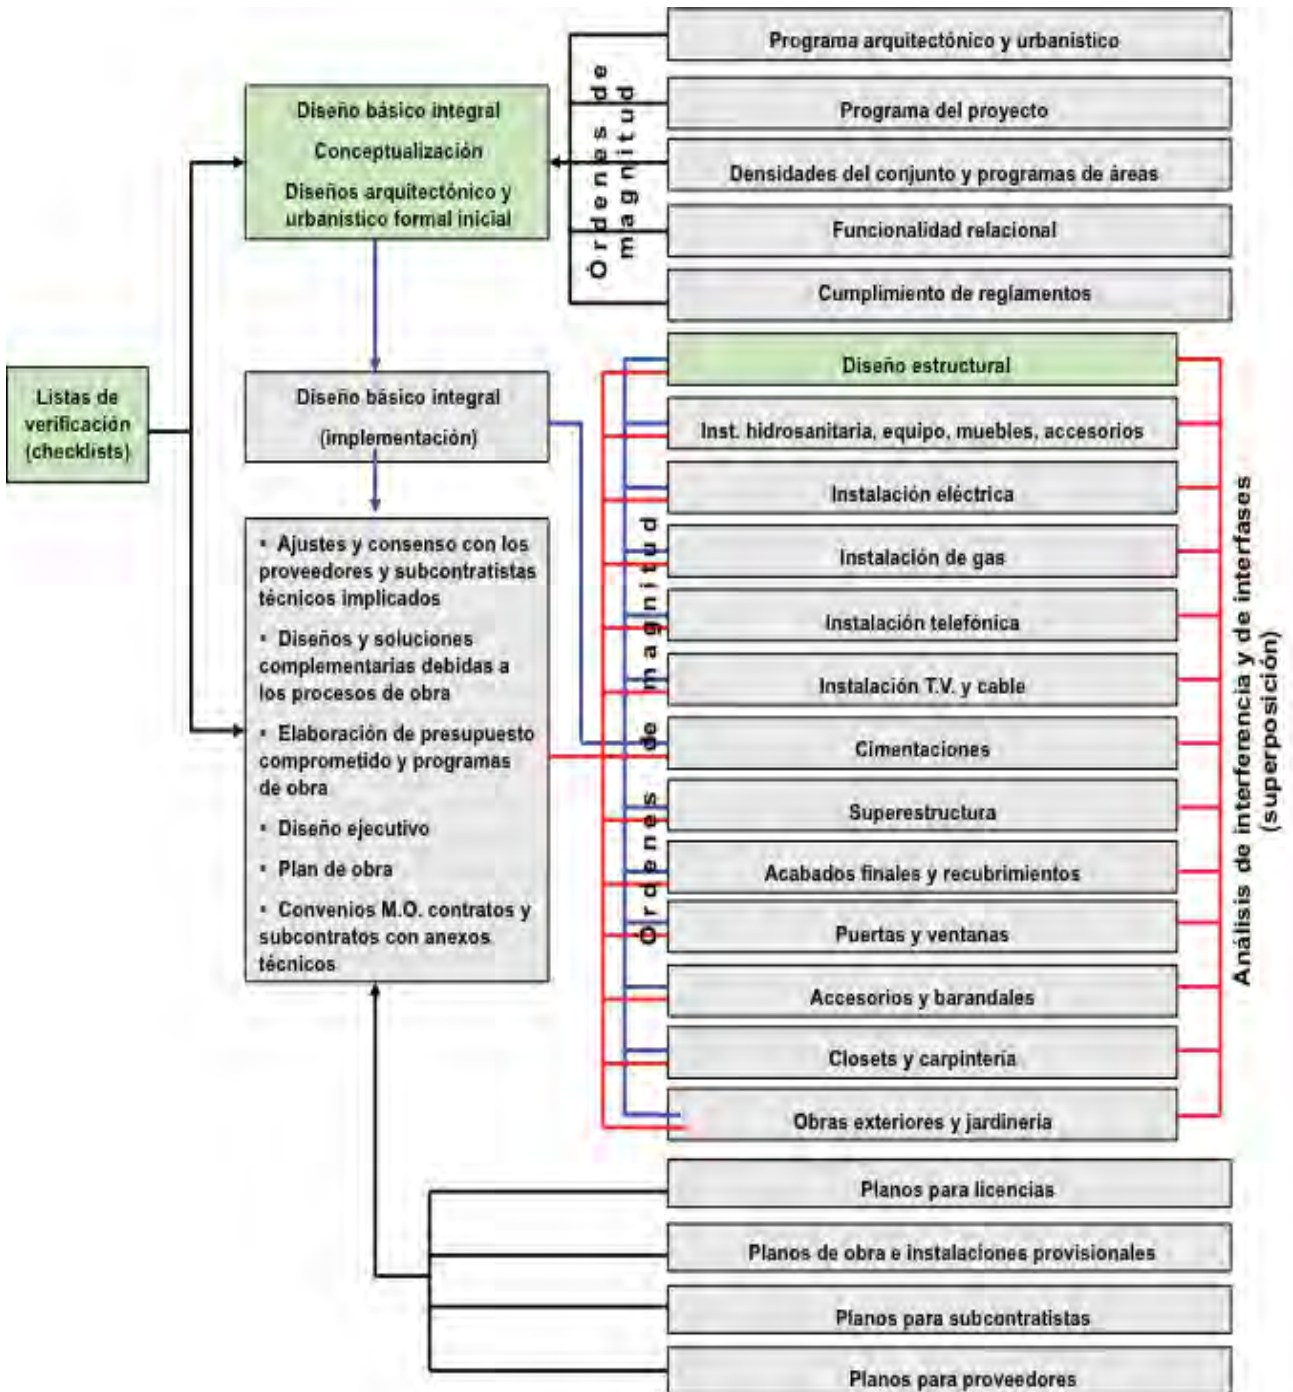 Programa arquitectónico y urbanístico
Programa del proyecto
Densidades del conjunto y programas de áreas
Funcionalidad relacional
Cumplimiento de reglamentos
Órdenes de
magnitud
Diseño básico integral
Conceptualización
Diseños arquitectónico y
urbanístico formal inicial
Listas de
verificación
(checklists)
Diseño básico integral
(implementación)
▪ Ajustes y consenso con los
proveedores y subcontratistas
técnicos implicados
▪ Diseños y soluciones
complementarias debidas a
los procesos de obra
▪ Elaboración de presupuesto
comprometido y programas
de obra
▪ Diseño ejecutivo
▪ Plan de obra
▪ Convenios M.O. contratos y
subcontratos con anexos
técnicos
Órdenes de magnitud
Diseño estructural
Inst. hidrosanitaria, equipo, muebles, accesorios
Instalación eléctrica
Instalación de gas
Instalación telefónica
Instalación T.V. y cable
Cimentaciones
Superestructura
Acabados finales y recubrimientos
Puertas y ventanas
Accesorios y barandales
Closets y carpintería
Obras exteriores y jardinería
Análisis de interferencia y de interfases
(superposición)
Planos para licencias
Planos de obra e instalaciones provisionales
Planos para subcontratistas
Planos para proveedores